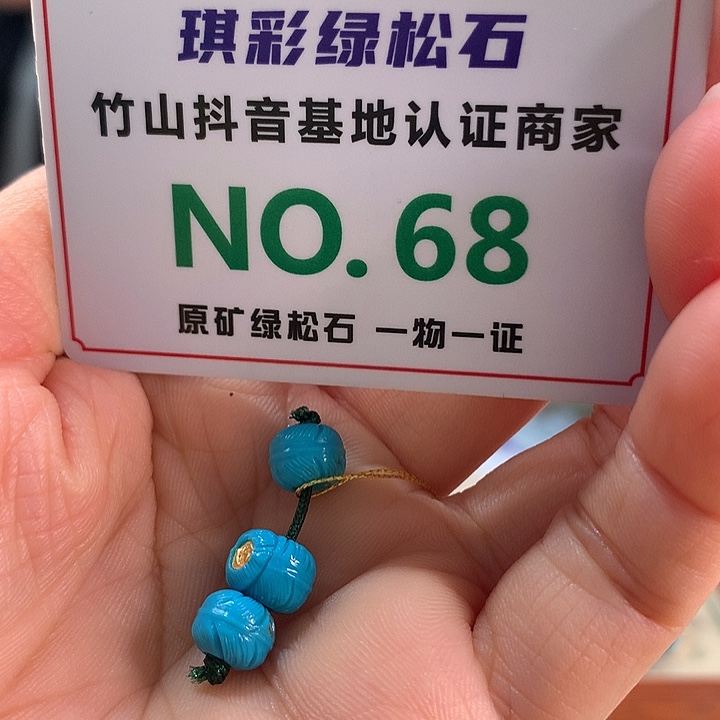 琪彩绿松石
竹山抖音基地认证商家
NO.68
原矿绿松石 一物一证